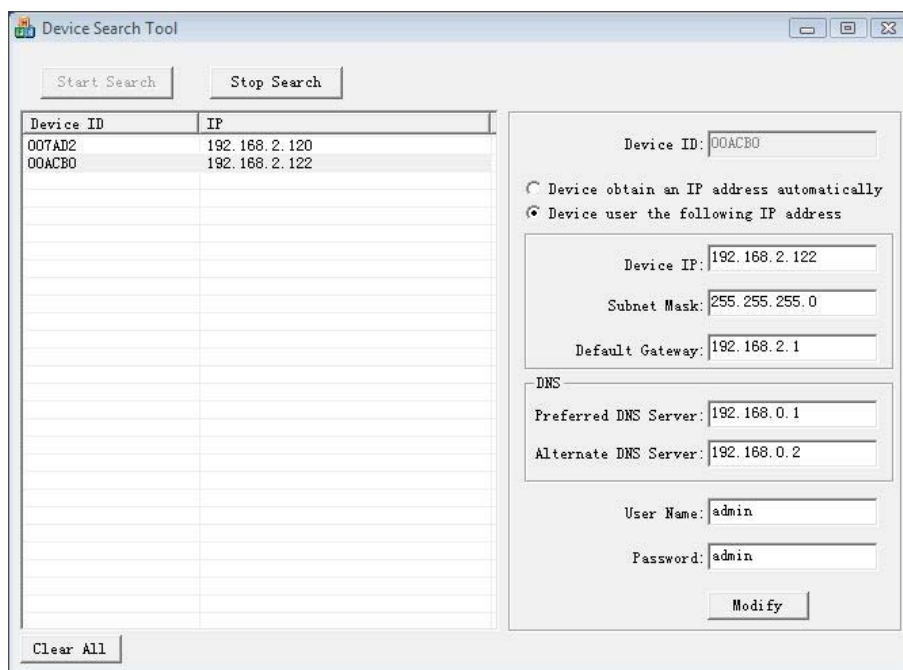 Device Search Tool
Start Search
Stop Search
Device ID IP
007AD2 192.168.2.120
00ACB0 192.168.2.122
Device ID: 00ACB0
Device obtain an IP address automatically
Device user the following IP address
Device IP: 192.168.2.122
Subnet Mask: 255.255.255.0
Default Gateway: 192.168.2.1
DNS
Preferred DNS Server: 192.168.0.1
Alternate DNS Server: 192.168.0.2
User Name: admin
Password: admin
Modify
Clear All